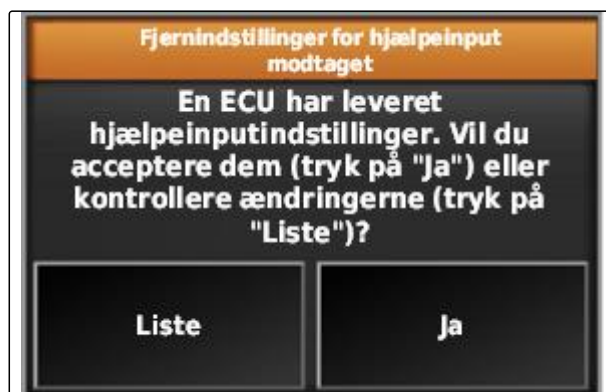 Fjernindstillinger for hjælpeinput
modtaget
En ECU har leveret
hjælpeinputindstillinger. Vil du
acceptere dem (tryk på "Ja") eller
kontrollere ændringerne (tryk på
"Liste")?
Liste
Ja